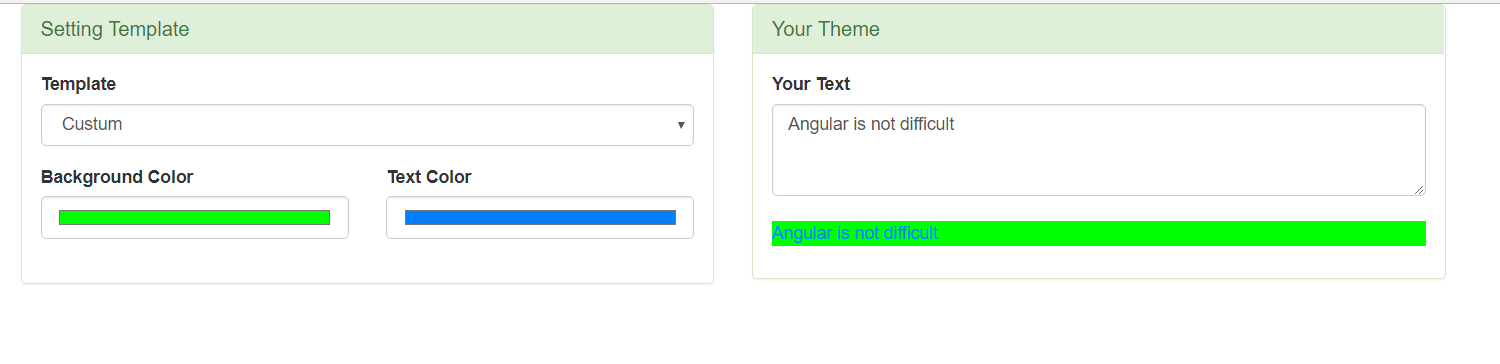 Setting Template
Template
Custum
Background Color
Text Color
Your Theme
Your Text
Angular is not difficult
Angular is not difficult